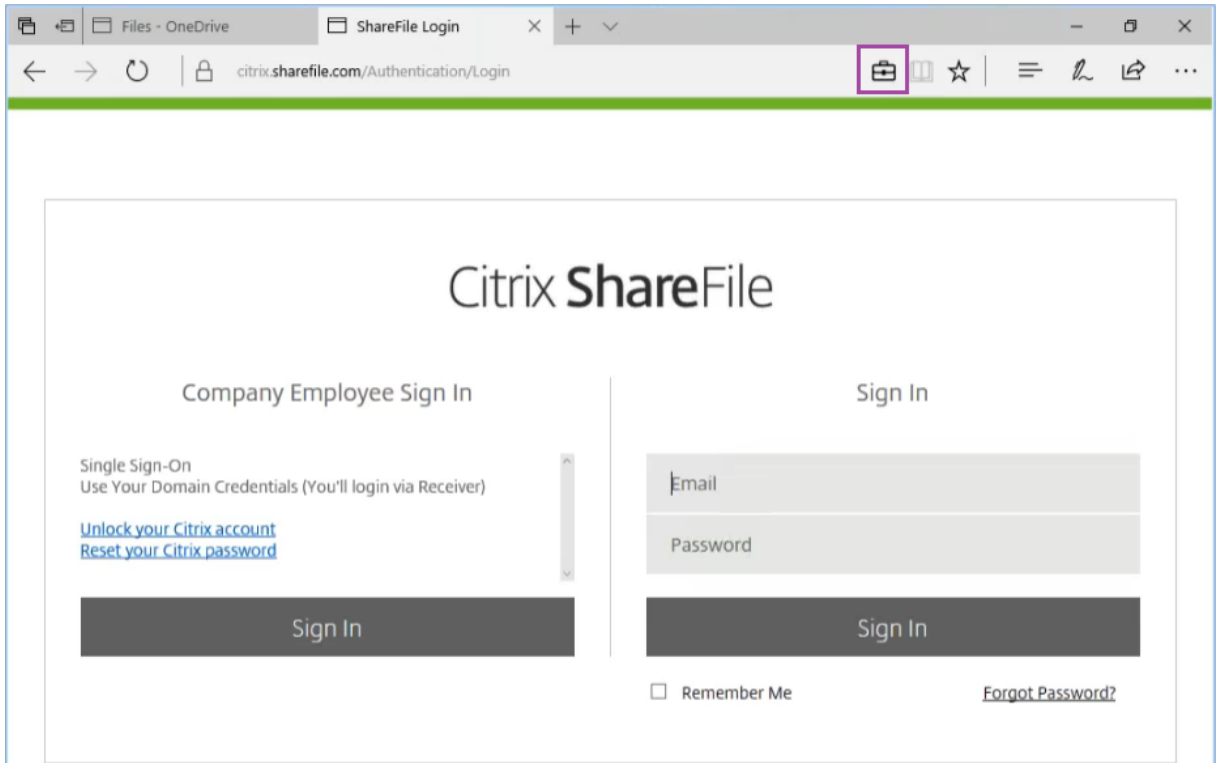 Files - OneDrive
ShareFile Login
citrix.sharefile.com/Authentication/Login
Citrix ShareFile
Company Employee Sign In
Single Sign-On
Use Your Domain Credentials (You'll login via Receiver)
Unlock your Citrix account
Reset your Citrix password
Sign In
Sign In
Email
Password
Sign In
Remember Me
Forgot Password?